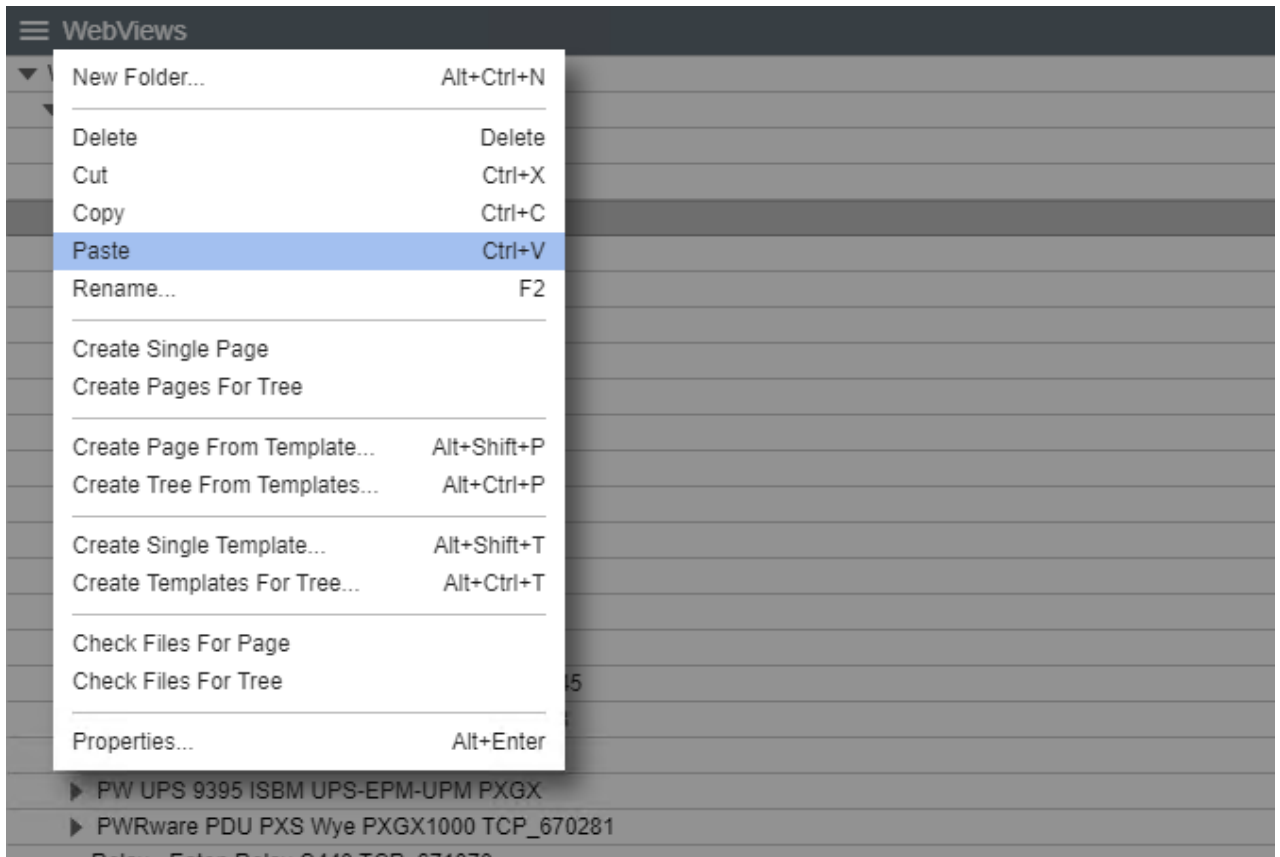 WebViews
New Folder... Alt+Ctrl+N
Delete Delete
Cut Ctrl+X
Copy Ctrl+C
Paste Ctrl+V
Rename... F2
Create Single Page
Create Pages For Tree
Create Page From Template... Alt+Shift+P
Create Tree From Templates... Alt+Ctrl+P
Create Single Template... Alt+Shift+T
Create Templates For Tree... Alt+Ctrl+T
Check Files For Page
Check Files For Tree
Properties... Alt+Enter
PW UPS 9395 ISBM UPS-EPM-UPM PXGX
PWRware PDU PXS Wye PXGX1000 TCP_670281